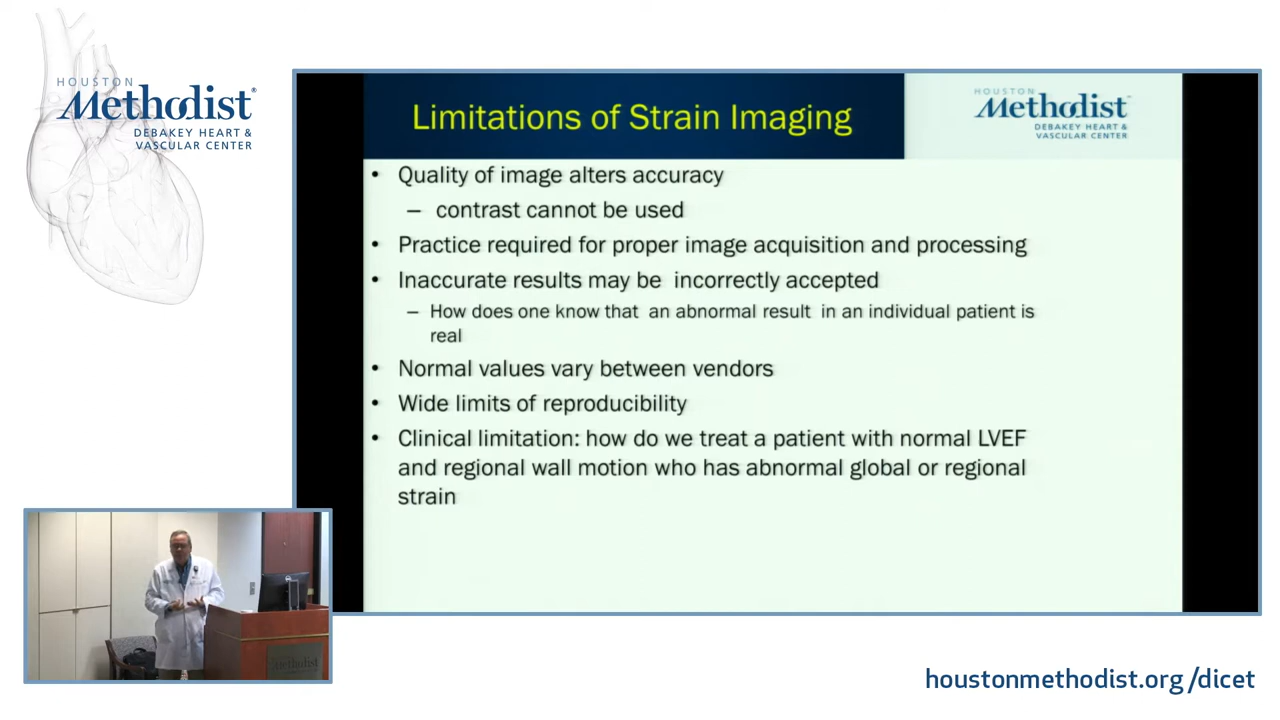 HOUSTON
Methodist®
DEBAKEY HEART &
VASCULAR CENTER
Limitations of Strain Imaging
HOUSTON
Methodist
DEBAKEY HEART &
VASCULAR CENTER
• Quality of image alters accuracy
– contrast cannot be used
• Practice required for proper image acquisition and processing
• Inaccurate results may be incorrectly accepted
– How does one know that an abnormal result in an individual patient is
real
• Normal values vary between vendors
• Wide limits of reproducibility
• Clinical limitation: how do we treat a patient with normal LVEF
and regional wall motion who has abnormal global or regional
strain
Methodist
houstonmethodist.org/dicet